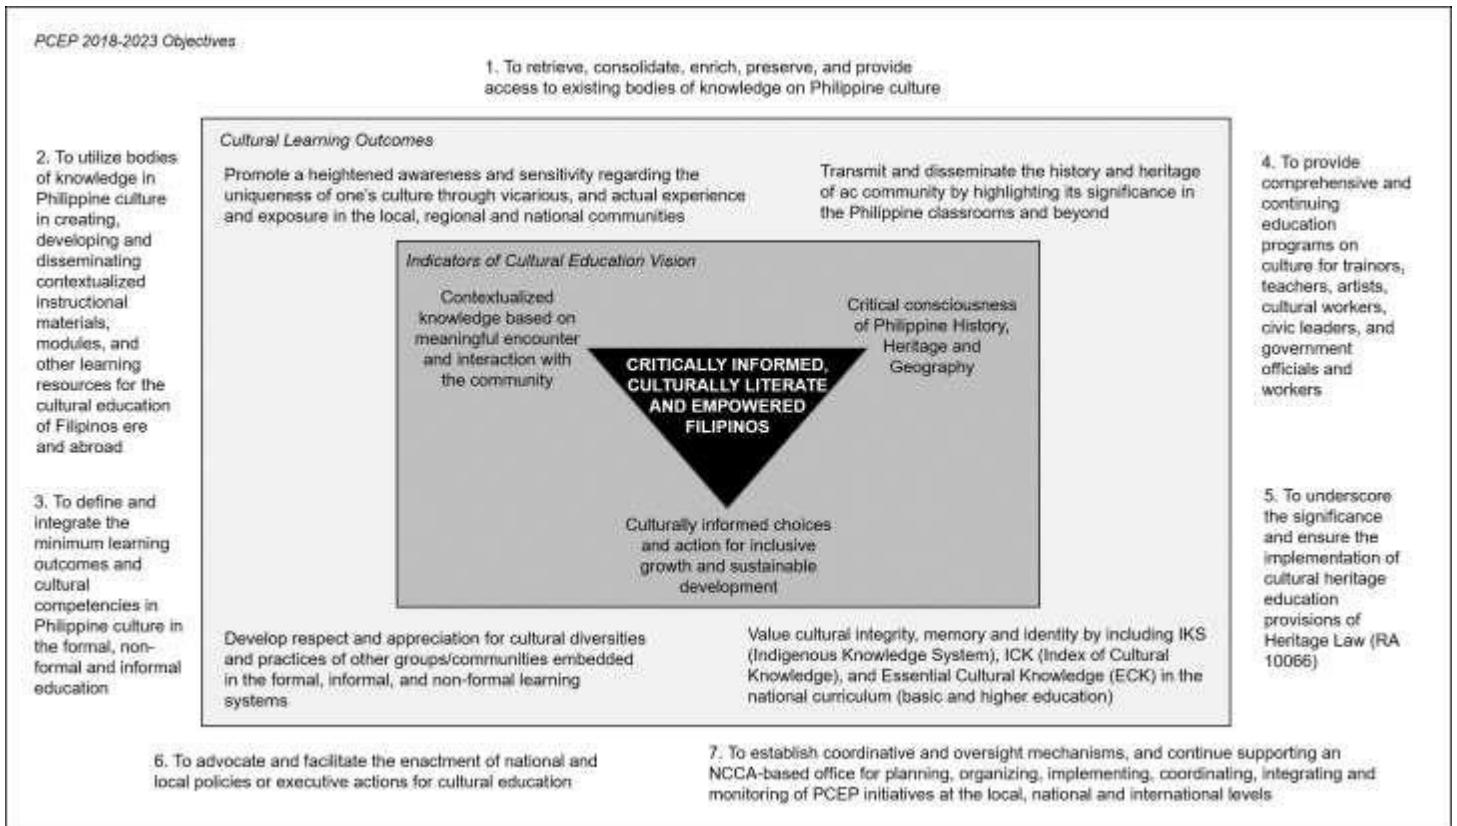 PCEP 2018-2023 Objectives
1. To retrieve, consolidate, enrich, preserve, and provide
access to existing bodies of knowledge on Philippine culture
2. To utilize bodies
of knowledge in
Philippine culture
in creating,
developing and
disseminating
contextualized
instructional
materials,
modules, and
other learning
resources for the
cultural education
of Filipinos ere
and abroad
3. To define and
integrate the
minimum learning
outcomes and
cultural
competencies in
Philippine culture in
the formal, non-
formal and informal
education
Cultural Learning Outcomes
Promote a heightened awareness and sensitivity regarding the
uniqueness of one's culture through vicarious, and actual experience
and exposure in the local, regional and national communities
Transmit and disseminate the history and heritage
of ac community by highlighting its significance in
the Philippine classrooms and beyond
Indicators of Cultural Education Vision
Contextualized
knowledge based on
meaningful encounter
and interaction with
the community
Critical consciousness
of Philippine History,
Heritage and
Geography
CRITICALLY INFORMED,
CULTURALLY LITERATE
AND EMPOWERED
FILIPINOS
Culturally informed choices
and action for inclusive
growth and sustainable
development
Develop respect and appreciation for cultural diversities
and practices of other groups/communities embedded
in the formal, informal, and non-formal learning
systems
Value cultural integrity, memory and identity by including IKS
(Indigenous Knowledge System), ICK (Index of Cultural
Knowledge), and Essential Cultural Knowledge (ECK) in the
national curriculum (basic and higher education)
4. To provide
comprehensive and
continuing
education
programs on
culture for trainors,
teachers, artists,
cultural workers,
civic leaders, and
government
officials and
workers
5. To underscore
the significance
and ensure the
implementation of
cultural heritage
education
provisions of
Heritage Law (RA
10066)
6. To advocate and facilitate the enactment of national and
local policies or executive actions for cultural education
7. To establish coordinative and oversight mechanisms, and continue supporting an
NCCA-based office for planning, organizing, implementing, coordinating, integrating and
monitoring of PCEP initiatives at the local, national and international levels